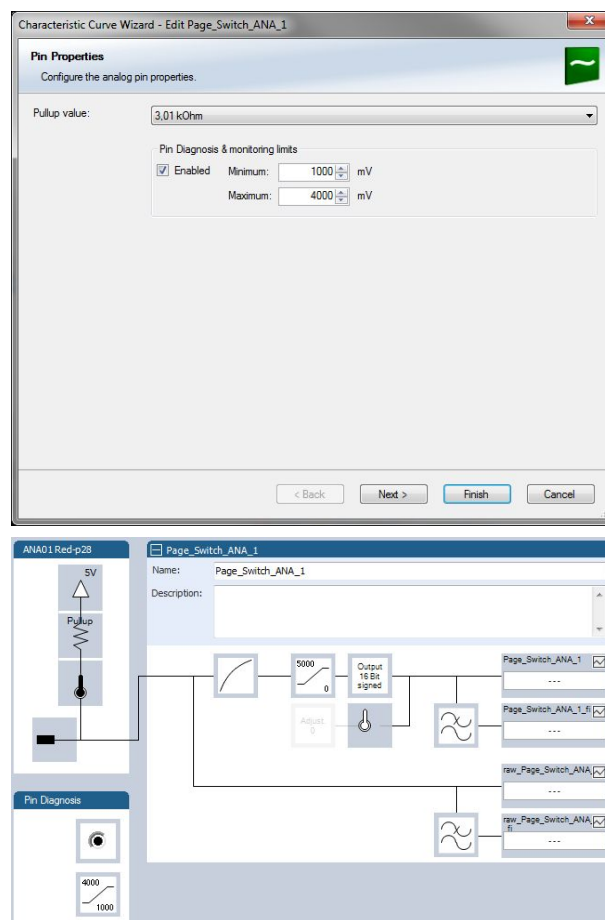 Characteristic Curve Wizard - Edit Page_Switch_ANA_1
Pin Properties
Configure the analog pin properties.
Pullup value:
3,01 kOhm
Pin Diagnosis & monitoring limits
Enabled
Minimum:
1000
mV
Maximum:
4000
mV
< Back
Next >
Finish
Cancel
ANA01 Red-p28
5V
Pullup
Page_Switch_ANA_1
Name:
Page_Switch_ANA_1
Description:
5000
0
Output
16 Bit
signed
Adjust
0
Page_Switch_ANA_1
---
Page_Switch_ANA_1_fi
---
raw_Page_Switch_ANA_
---
raw_Page_Switch_ANA_
fi
---
Pin Diagnosis
4000
1000